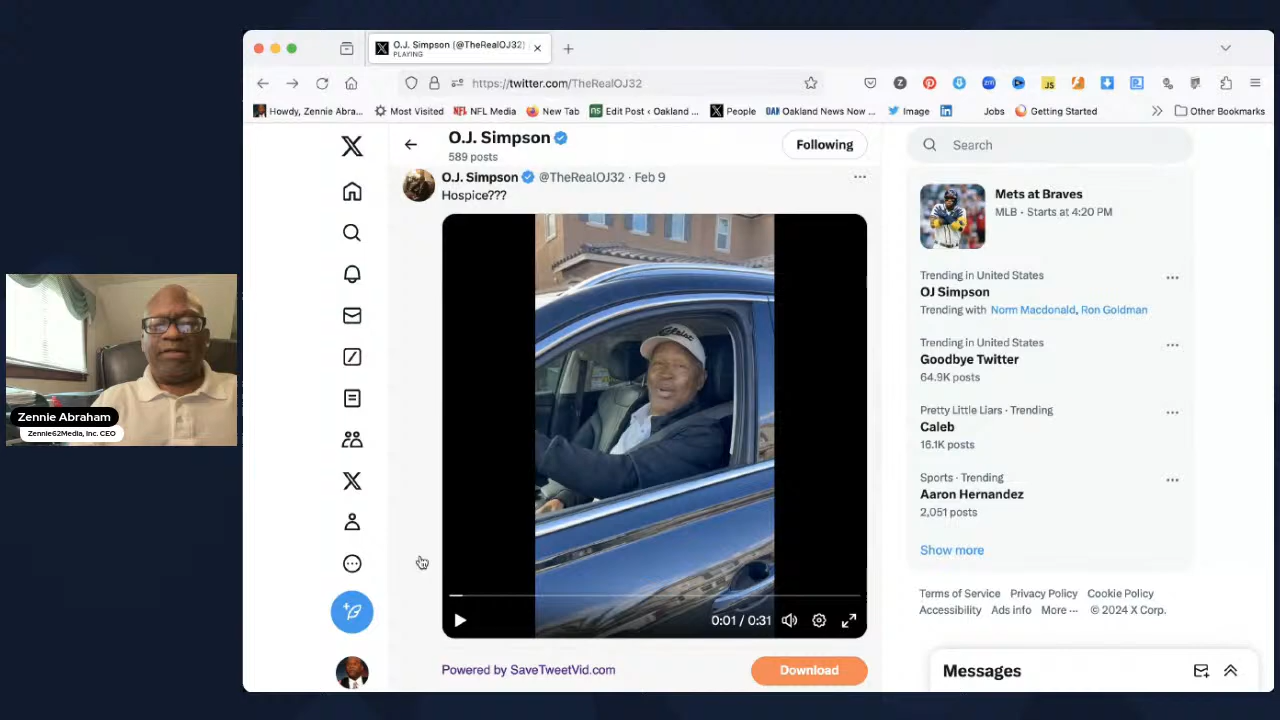 O.J. Simpson (@TheRealOJ32)
PLAYING
https://twitter.com/TheRealOJ32
JS
Howdy, Zennie Abra...
Most Visited
NFL Media
New Tab
ns
Edit Post ‹ Oakland ...
People
Oakland News Now ...
Image
Jobs
Getting Started
Other Bookmarks
O.J. Simpson
589 posts
Following
O.J. Simpson @TheRealOJ32 · Feb 9
Hospice???
0:01 / 0:31
Powered by SaveTweetVid.com
Download
Search
Mets at Braves
MLB · Starts at 4:20 PM
Trending in United States
OJ Simpson
Trending with Norm Macdonald, Ron Goldman
Trending in United States
Goodbye Twitter
64.9K posts
Pretty Little Liars · Trending
Caleb
16.1K posts
Sports · Trending
Aaron Hernandez
2,051 posts
Show more
Terms of Service Privacy Policy Cookie Policy
Accessibility Ads info More ··· © 2024 X Corp.
Messages
Zennie Abraham
Zennie62Media, Inc. CEO